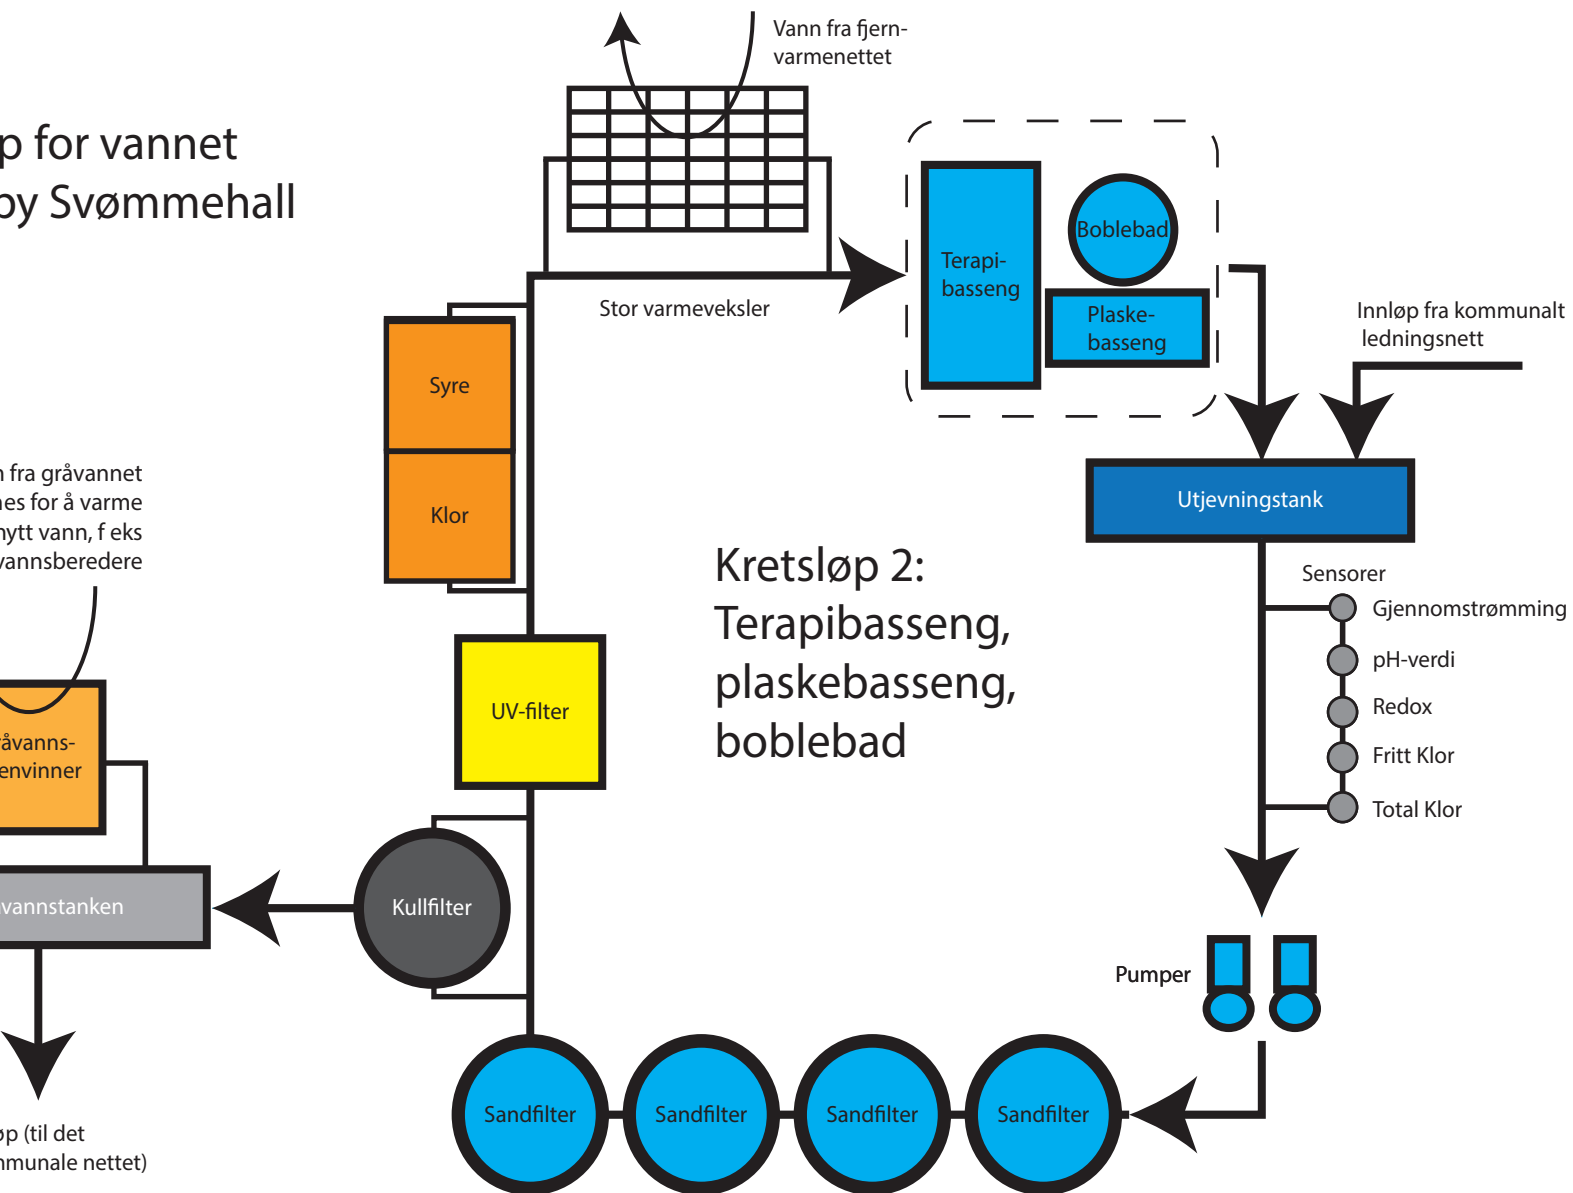 Vann fra fjern-
varmenettet
p for vannet
by Svømmehall
Stor varmeveksler
Terapi-
basseng
Boblebad
Plaske-
basseng
Innløp fra kommunalt
ledningsnett
Utjevningstank
Sensorer
Gjennomstrømming
pH-verdi
Redox
Fritt Klor
Total Klor
Pumper
Sandfilter
Sandfilter
Sandfilter
Sandfilter
Kretsløp 2:
Terapibasseng,
plaskebasseng,
boblebad
Syre
Klor
UV-filter
Kullfilter
fra gråvannet
es for å varme
nytt vann, f eks
vannsberedere
åvanns-
envinner
vannstanken
øp (til det
mmunale nettet)